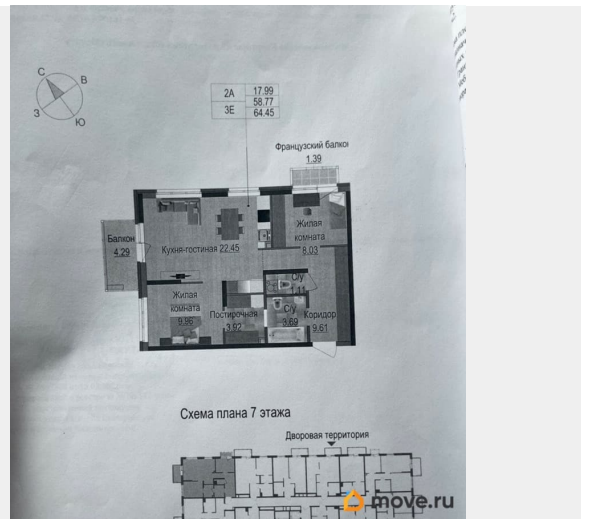 С
В
З
Ю
2А 17.99
58.77
3Е 64.45
Французский балкон
1.39
Балкон
4.29
Кухня-гостиная 22.45
Жилая
комната
8.03
С/у
1.11
Жилая
комната
9.96
Постирочная
3.92
С/у
3.69
Коридор
9.61
Схема плана 7 этажа
Дворовая территория
move.ru